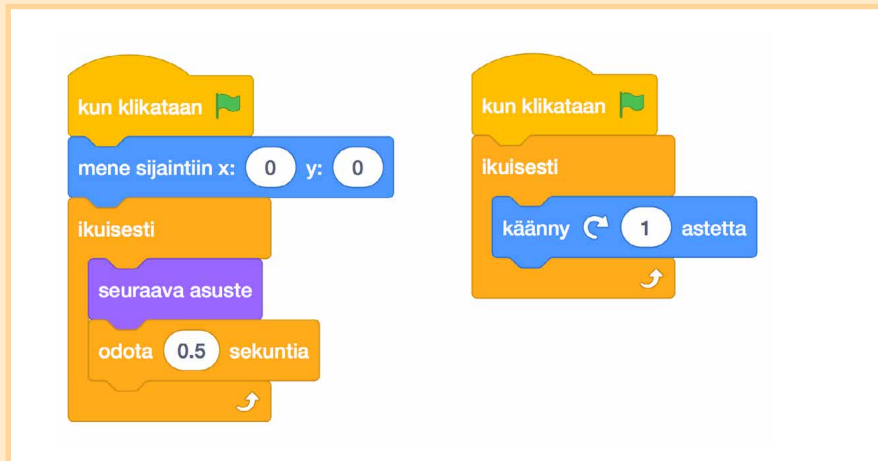 kun klikataan
mene sijaintiin x: 0 y: 0
ikuisesti
seuraava asuste
odota 0.5 sekuntia
kun klikataan
ikuisesti
käänny 1 astetta